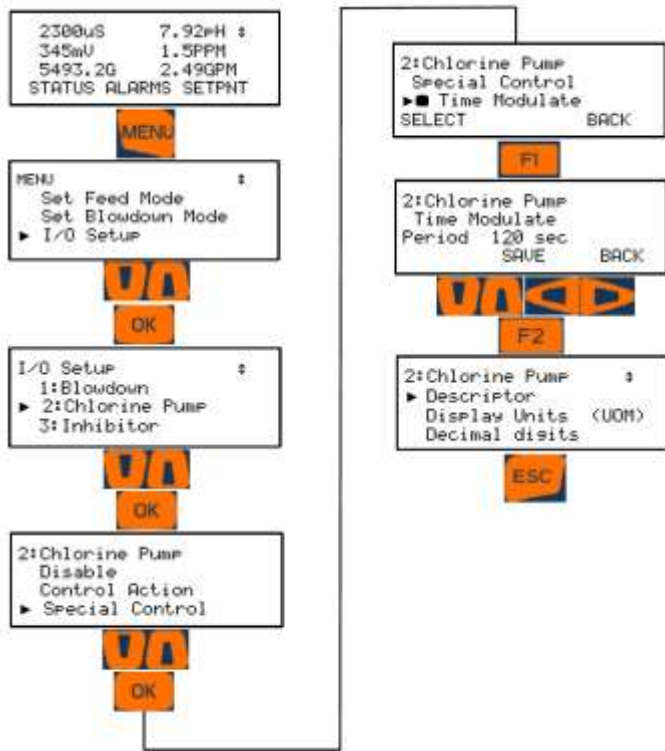 2300uS 7.92pH ↕
345mV 1.5PPM
5493.2G 2.49GPM
STATUS ALARMS SETPNT
MENU
MENU ↕
Set Feed Mode
Set Blowdown Mode
► I/O Setup
OK
I/O Setup ↕
1:Blowdown
► 2:Chlorine Pump
3:Inhibitor
OK
2:Chlorine Pump
Disable
Control Action
► Special Control
OK
2:Chlorine Pump
Special Control
►■ Time Modulate
SELECT BACK
F1
2:Chlorine Pump
Time Modulate
Period 120 sec
SAVE BACK
F2
2:Chlorine Pump ↕
► Descriptor
Display Units (UOM)
Decimal digits
ESC